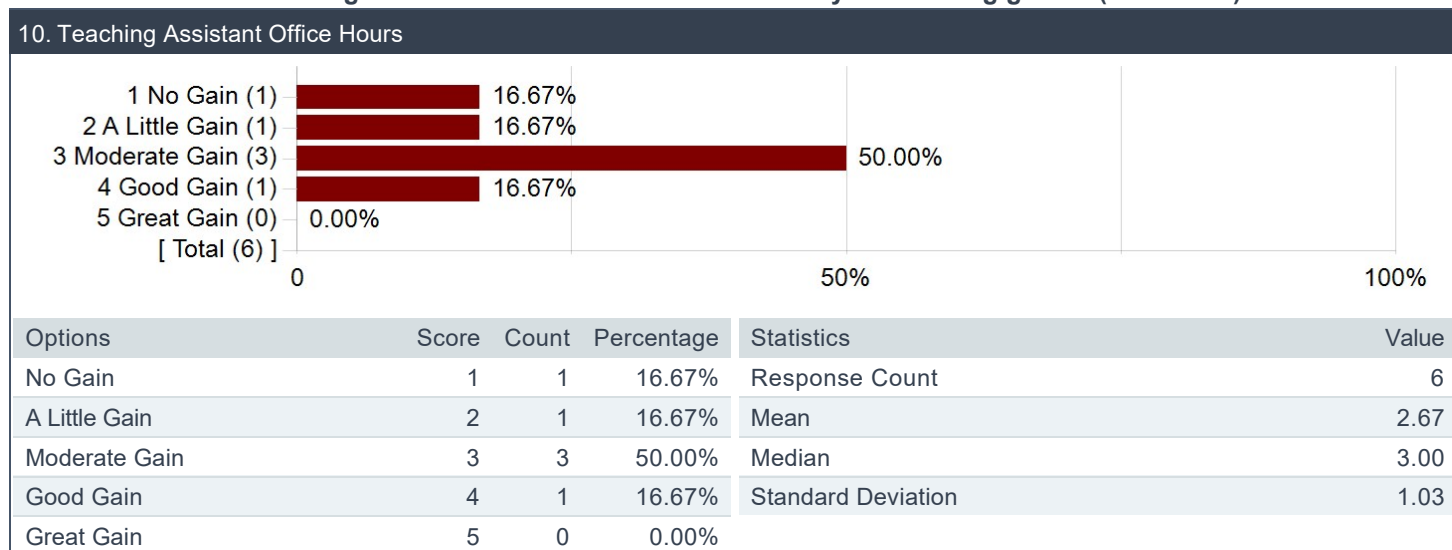 10. Teaching Assistant Office Hours
1 No Gain (1) 16.67%
2 A Little Gain (1) 16.67%
3 Moderate Gain (3) 50.00%
4 Good Gain (1) 16.67%
5 Great Gain (0) 0.00%
[ Total (6) ]
0 50% 100%
Options Score Count Percentage Statistics Value
No Gain 1 1 16.67% Response Count 6
A Little Gain 2 1 16.67% Mean 2.67
Moderate Gain 3 3 50.00% Median 3.00
Good Gain 4 1 16.67% Standard Deviation 1.03
Great Gain 5 0 0.00%